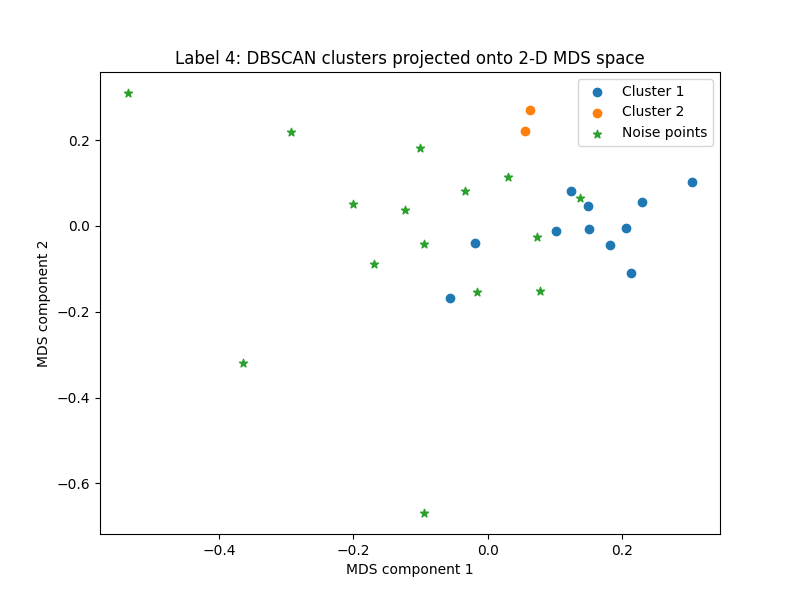 Label 4: DBSCAN clusters projected onto 2-D MDS space
Cluster 1
Cluster 2
Noise points
0.2
0.0
−0.2
−0.4
−0.6
MDS component 2
−0.4
−0.2
0.0
0.2
MDS component 1